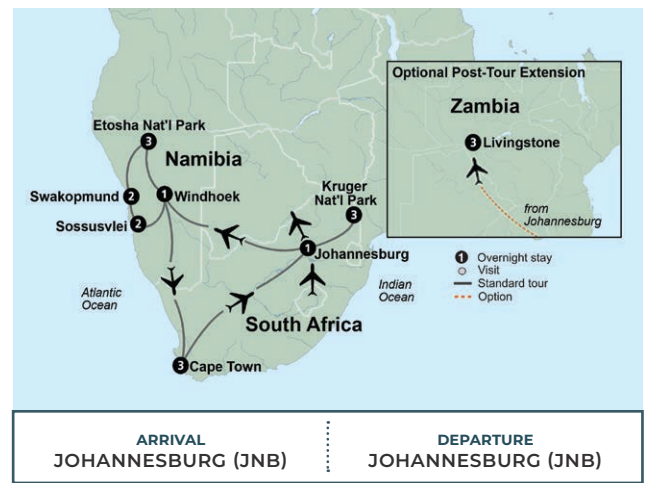 Optional Post-Tour Extension
Zambia
3 Livingstone
from
Johannesburg
Etosha Nat'l Park
3
Namibia
Swakopmund 2
1 Windhoek
Sossusvlei 2
Kruger
Nat'l Park
3
1 Johannesburg
Atlantic
Ocean
Indian
Ocean
South Africa
3 Cape Town
1 Overnight stay
Visit
Standard tour
Option
ARRIVAL
JOHANNESBURG (JNB)
DEPARTURE
JOHANNESBURG (JNB)